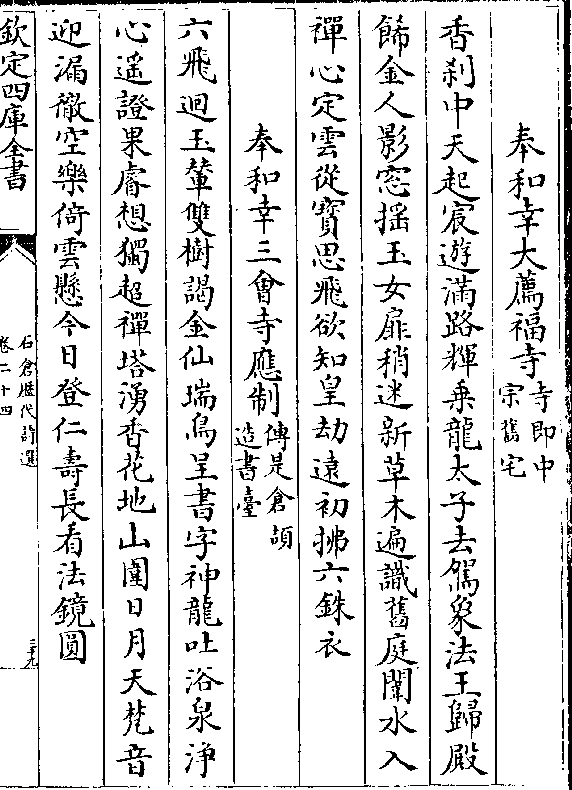 奉和幸大薦福寺寺即中宗舊宅
香刹中天起宸遊滿路輝乗龍太子去駕象法王歸殿
餙金人影窓揺玉女扉稍迷新草木遍識舊庭闈水入
禪心定雲從寳思飛欲知皇劫遠初拂六銖衣
奉和幸三會寺應制傳是倉頡造書臺
六飛迴玉輦雙樹謁金仙瑞鳥呈書字神龍吐浴泉浄
心遥證果睿想獨超禪塔湧香花地山圍日月天梵音
迎漏徹空樂倚雲懸今日登仁壽長看法鏡圓
欽定四庫全書
石倉歴代詩選
卷二十四
三十九